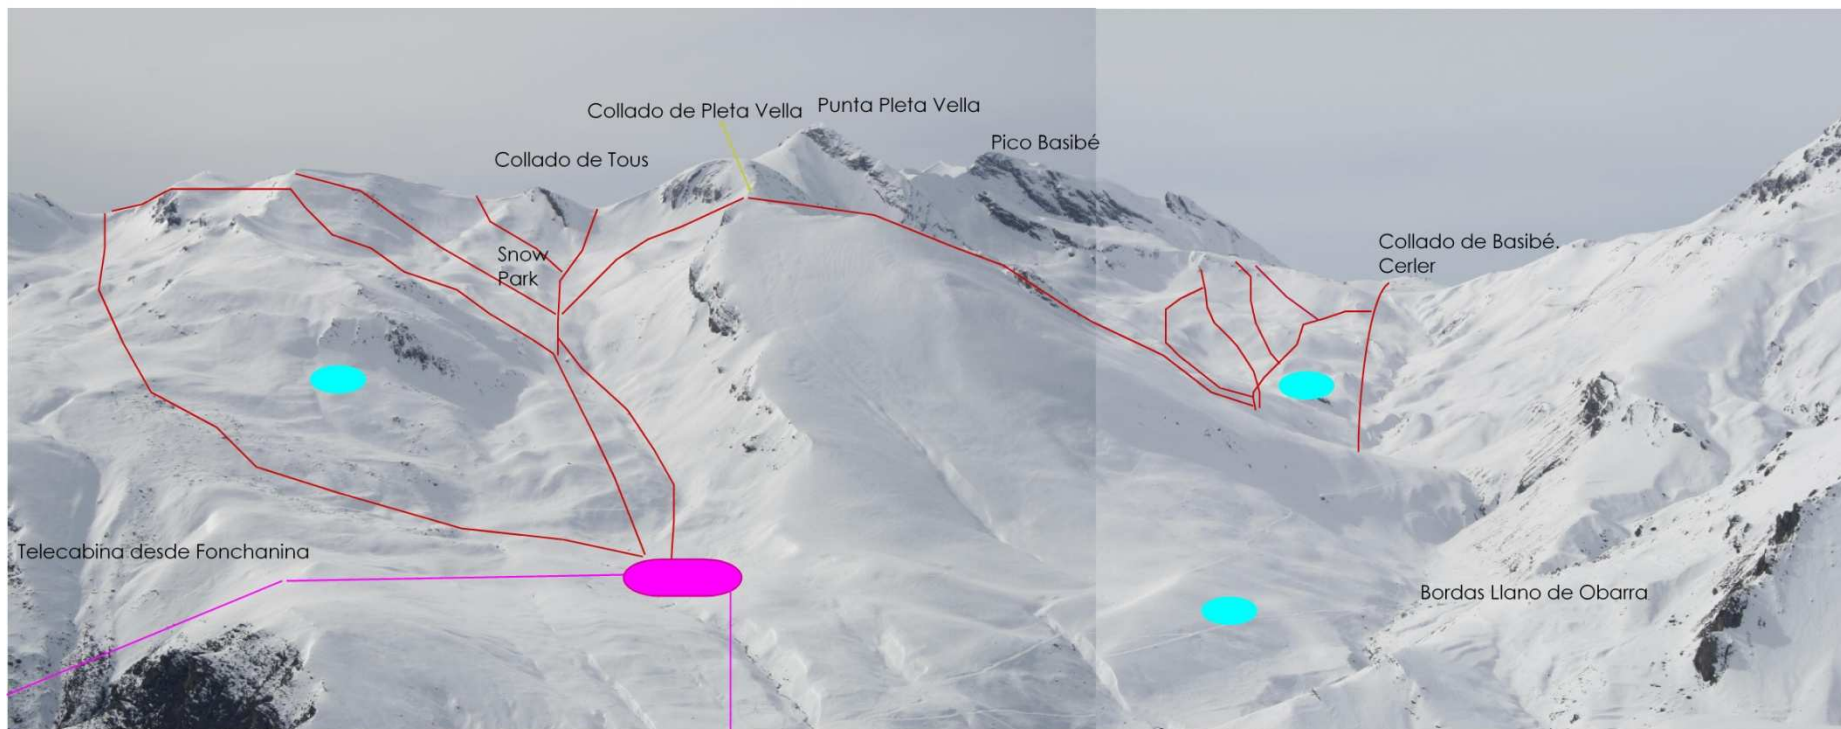 Collado de Pleta Vella
Punta Pleta Vella
Pico Basibé
Collado de Tous
Snow
Park
Collado de Basibé.
Cerler
Telecabina desde Fonchanina
Bordas Llano de Obarra